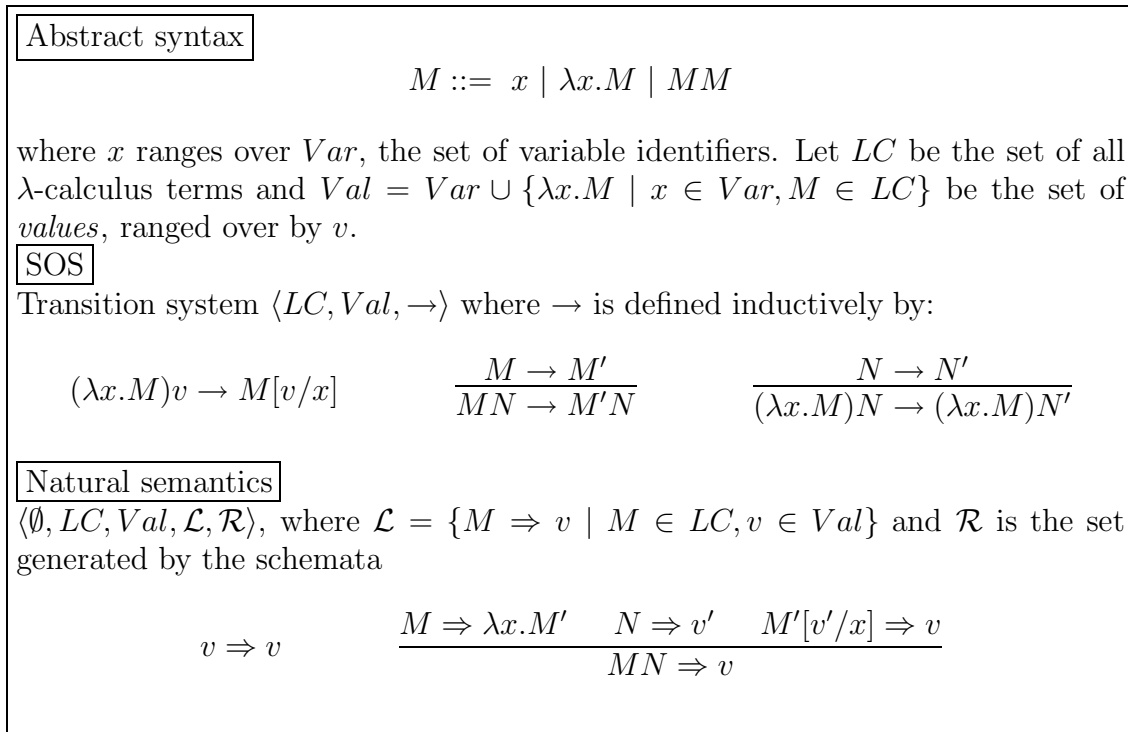 Abstract syntax
M ::= x | λx.M | MM
where x ranges over Var, the set of variable identifiers. Let LC be the set of all
λ-calculus terms and Val = Var ∪ {λx.M | x ∈ Var, M ∈ LC} be the set of
values, ranged over by v.
SOS
Transition system ⟨LC, Val, →⟩ where → is defined inductively by:
M → M′ N → N′
(λx.M)v → M[v/x]
MN → M′N (λx.M)N → (λx.M)N′
Natural semantics
⟨∅, LC, Val, ℒ, ℛ⟩, where ℒ = {M ⇒ v | M ∈ LC, v ∈ Val} and ℛ is the set
generated by the schemata
M ⇒ λx.M′ N ⇒ v′ M′[v′/x] ⇒ v
v ⇒ v
MN ⇒ v